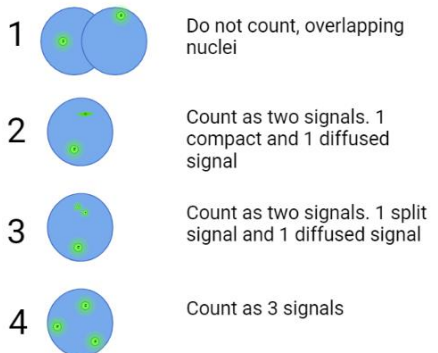 1
Do not count, overlapping
nuclei
2
Count as two signals. 1
compact and 1 diffused
signal
3
Count as two signals. 1 split
signal and 1 diffused signal
4
Count as 3 signals